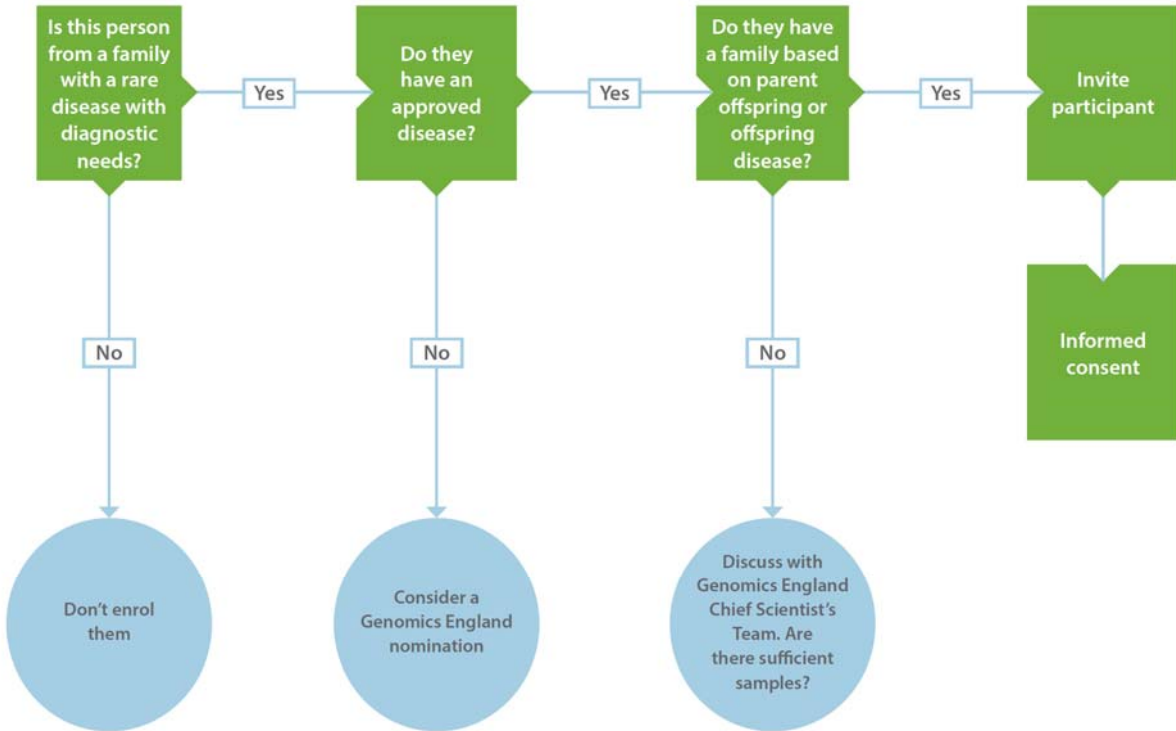 Is this person
from a family
with a rare
disease with
diagnostic
needs?
Yes
Do they
have an
approved
disease?
Yes
Do they have
a family based
on parent
offspring or
offspring
disease?
Yes
Invite
participant
No
No
No
Informed
consent
Don't enrol
them
Consider a
Genomics England
nomination
Discuss with
Genomics England
Chief Scientist's
Team. Are
there sufficient
samples?